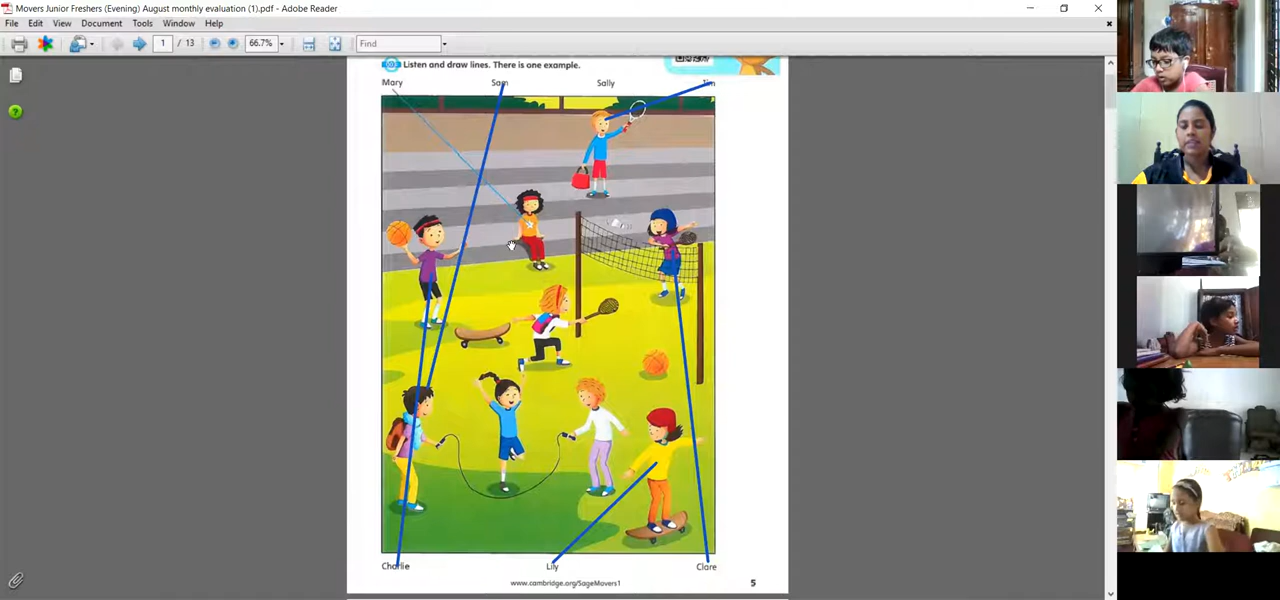 Movers Junior Freshers (Evening) August monthly evaluation (1).pdf - Adobe Reader
File Edit View Document Tools Window Help
1 / 13 66.7% Find
Listen and draw lines. There is one example.
Mary Sam Sally Jim
Charlie Lily Clare
www.cambridge.org/SageMovers1
5